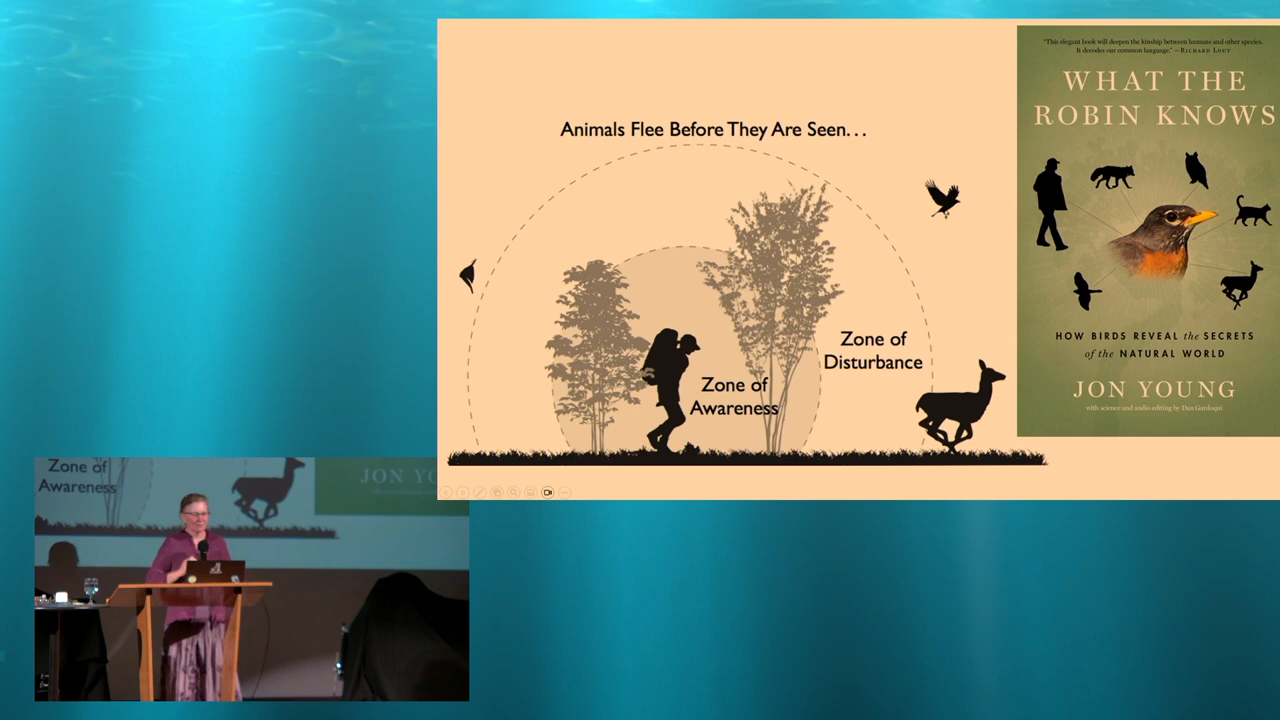 Animals Flee Before They Are Seen...
Zone of
Disturbance
Zone of
Awareness
"This elegant book will deepen the kinship between humans and other species.
It decodes our common language." —RICHARD LOUV
WHAT THE
ROBIN KNOWS
HOW BIRDS REVEAL the SECRETS
of the NATURAL WORLD
JON YOUNG
with science and audio editing by Dan Gardoqui
Zone of
Awareness
JON YO